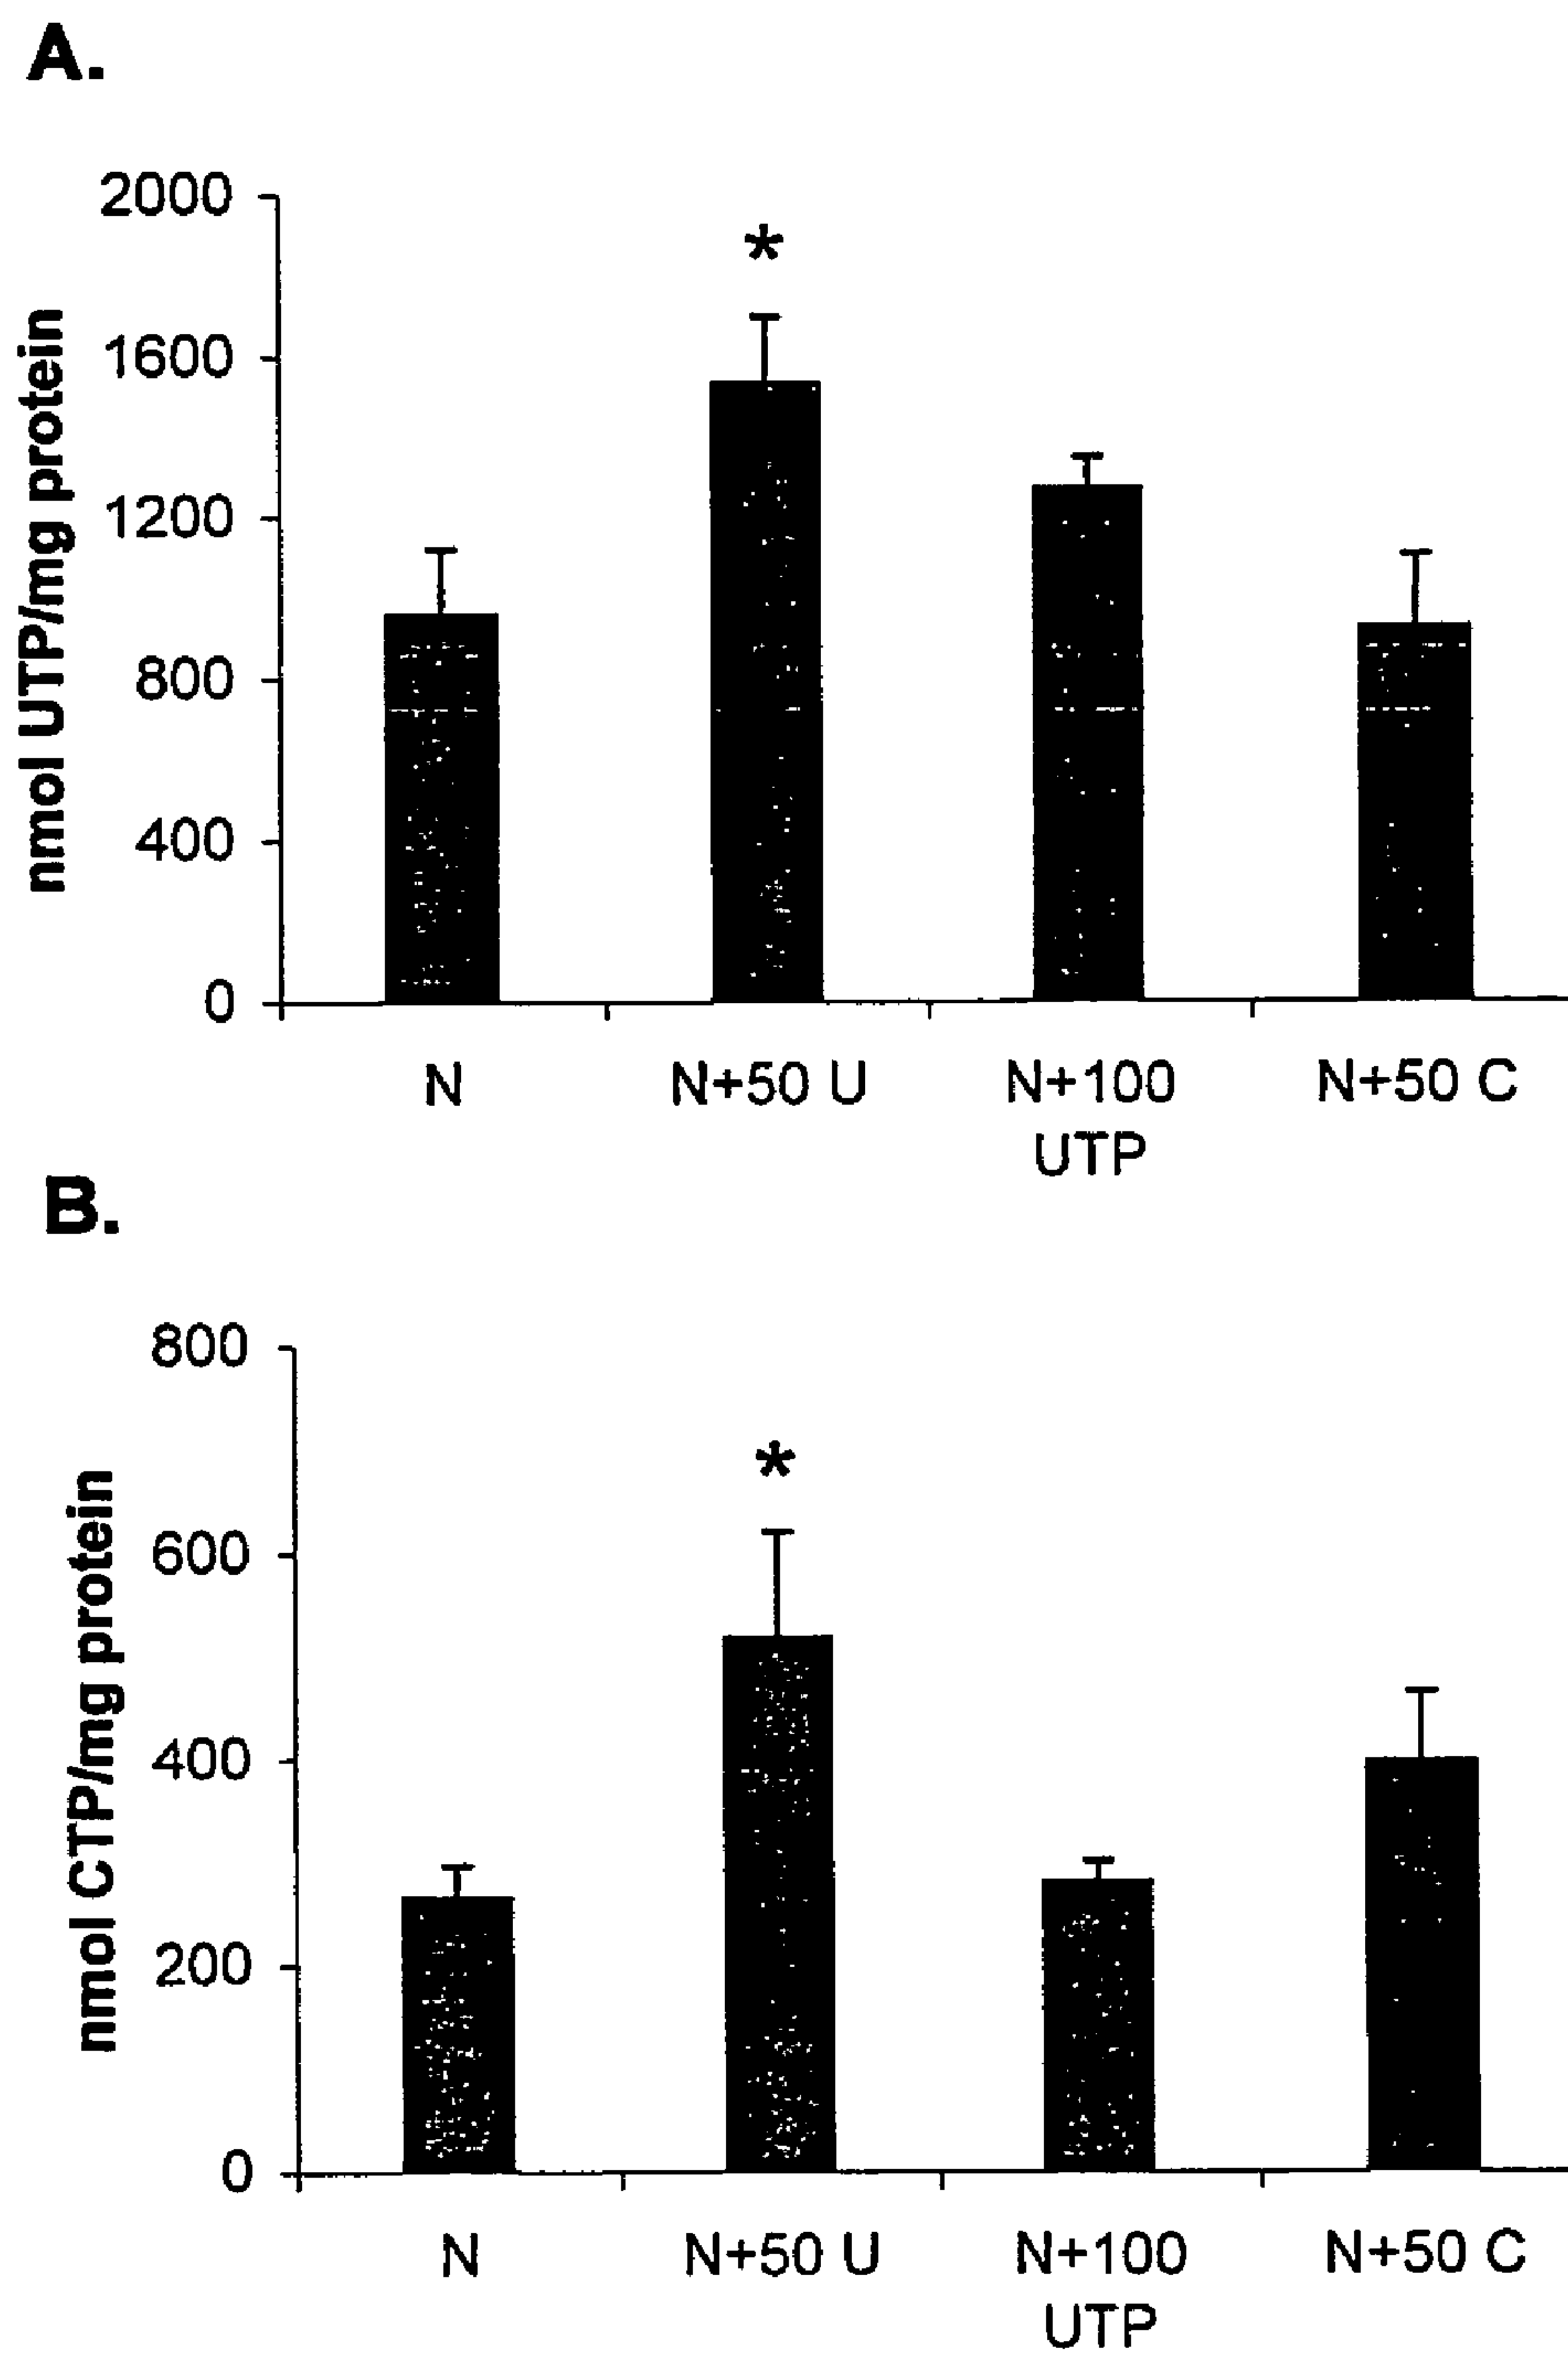 A.
nmol UTP/mg protein
2000
1600
1200
800
400
0
*
N
N+50 U
N+100
UTP
N+50 C
B.
nmol CTP/mg protein
800
600
400
200
0
*
N
N+50 U
N+100
UTP
N+50 C